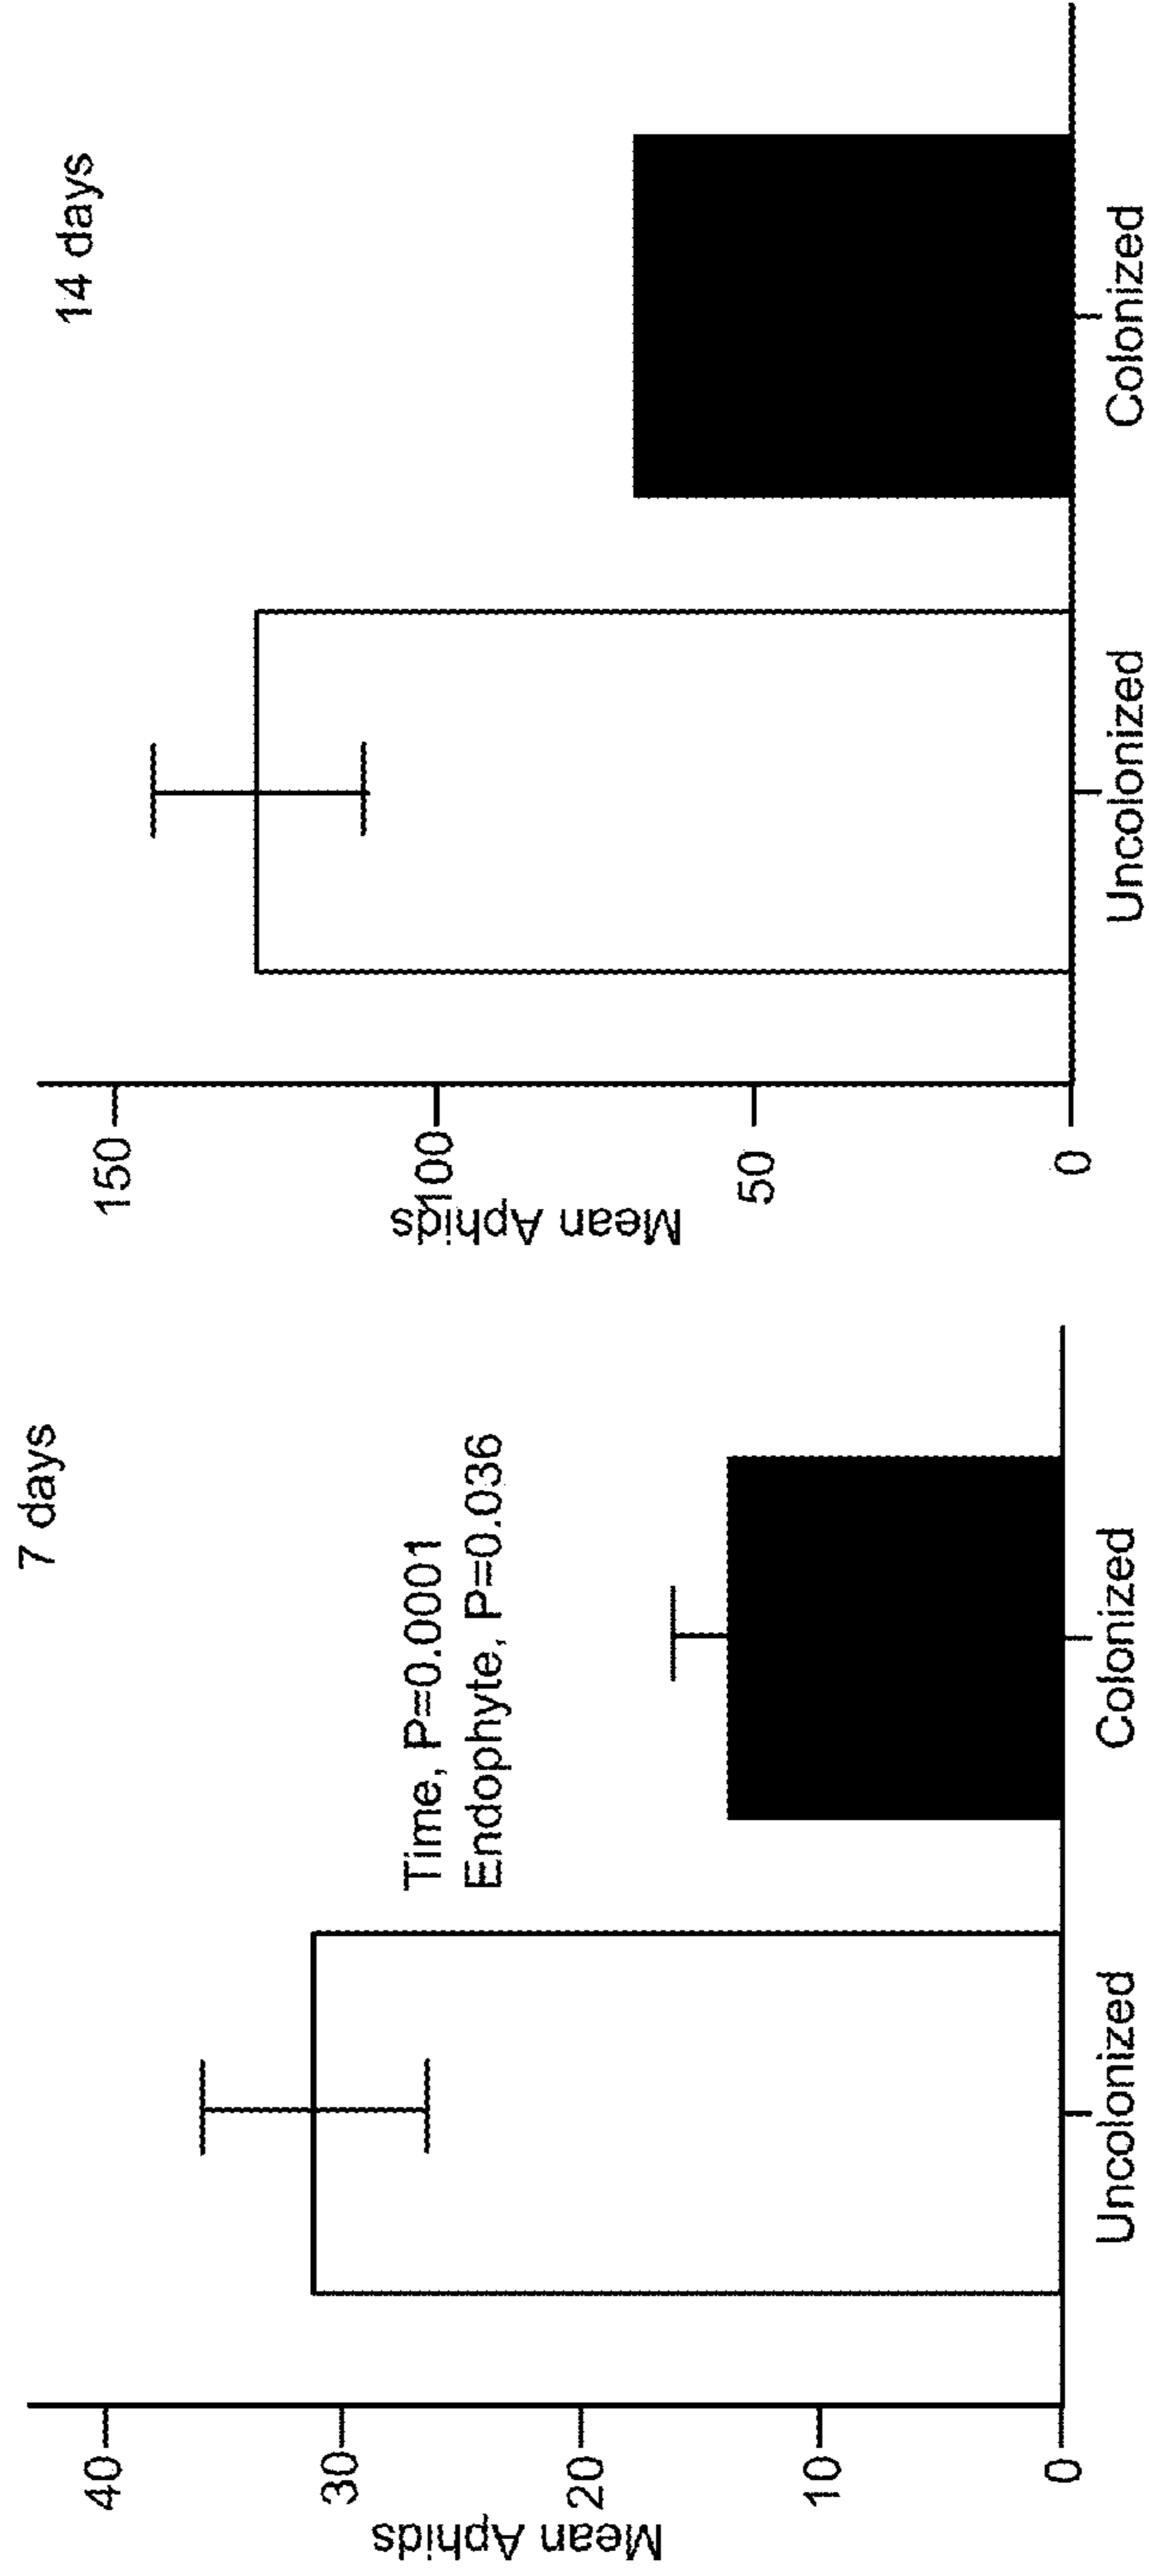 7 days
Mean Aphids
40
30
20
10
0
Time, P=0.0001
Endophyte, P=0.036
Uncolonized
Colonized
14 days
Mean Aphids
150
100
50
0
Uncolonized
Colonized